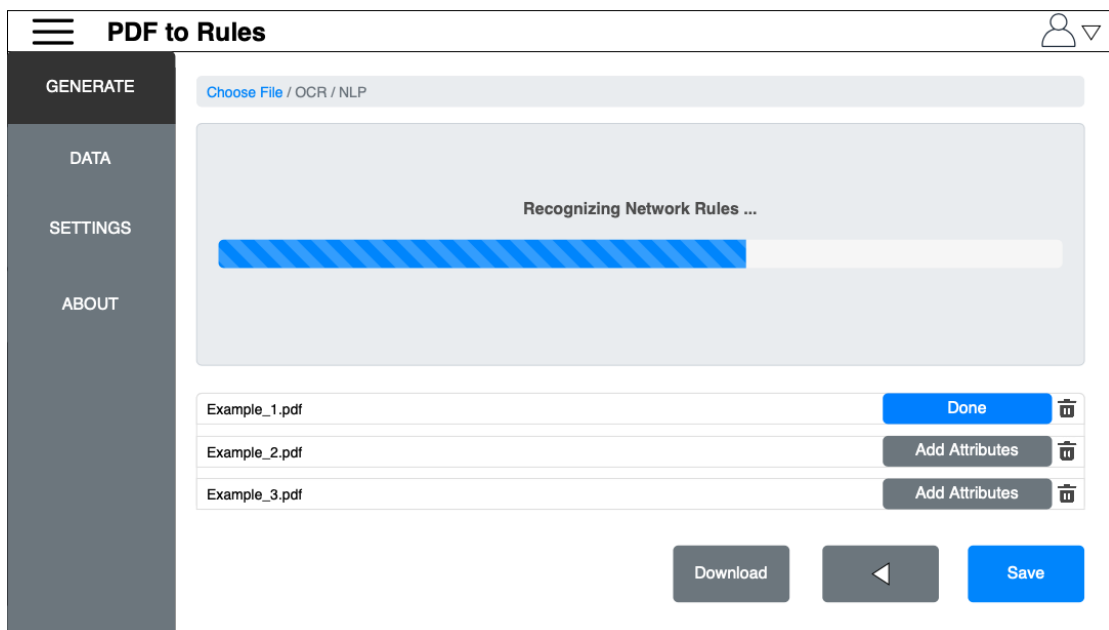 PDF to Rules
GENERATE
DATA
SETTINGS
ABOUT
Choose File / OCR / NLP
Recognizing Network Rules ...
Example_1.pdf
Done
Example_2.pdf
Add Attributes
Example_3.pdf
Add Attributes
Download
Save